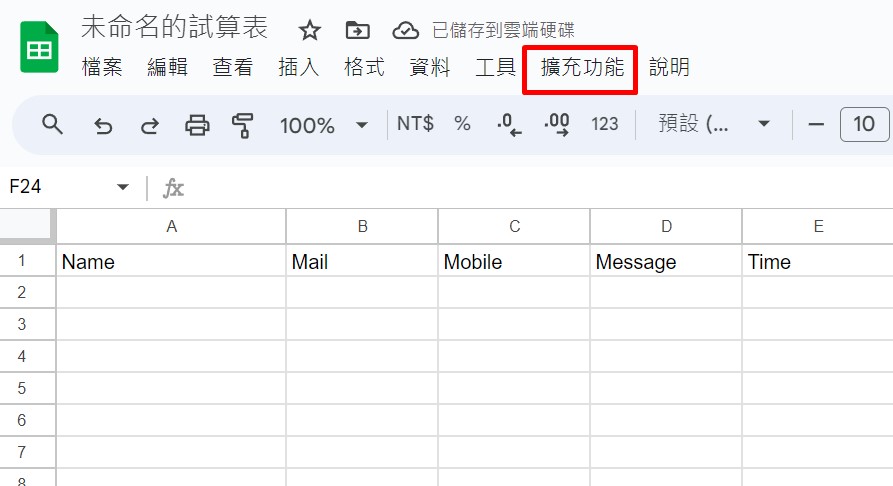 未命名的試算表 已儲存到雲端硬碟
檔案 編輯 查看 插入 格式 資料 工具 擴充功能 說明
100% NT$ % .0 .00 123 預設 (... 10
F24 fx
A B C D E
1 Name Mail Mobile Message Time
2
3
4
5
6
7
8